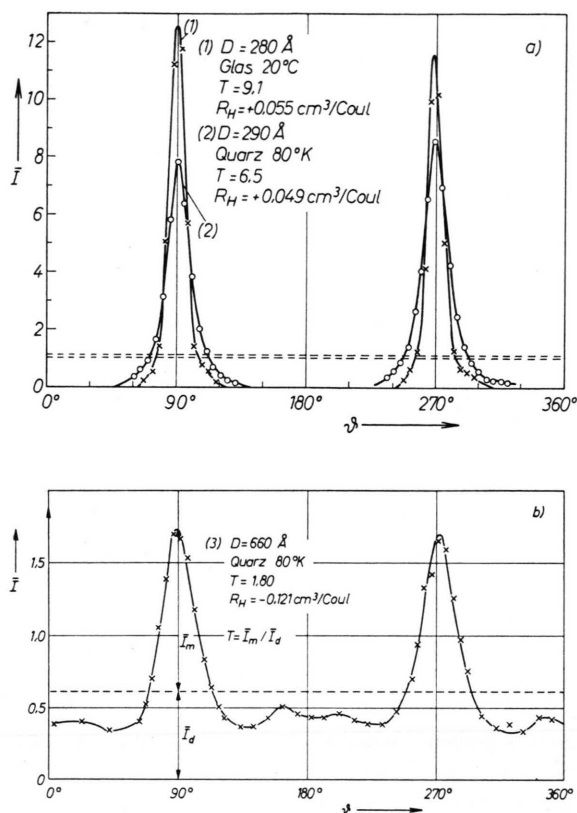 a)
12
10
8
6
4
2
0
Ī
(1)
(1) D = 280 Å
Glas 20°C
T = 9,1
R_H = +0,055 cm³/Coul
(2) D = 290 Å
Quarz 80°K
T = 6,5
R_H = +0,049 cm³/Coul
(2)
0° 90° 180° 270° 360°
ϑ
b)
1.5
1.0
0.5
0
Ī
(3) D = 660 Å
Quarz 80°K
T = 1,80
R_H = -0,121 cm³/Coul
Ī_m T = Ī_m / Ī_d
Ī_d
0° 90° 180° 270° 360°
ϑ